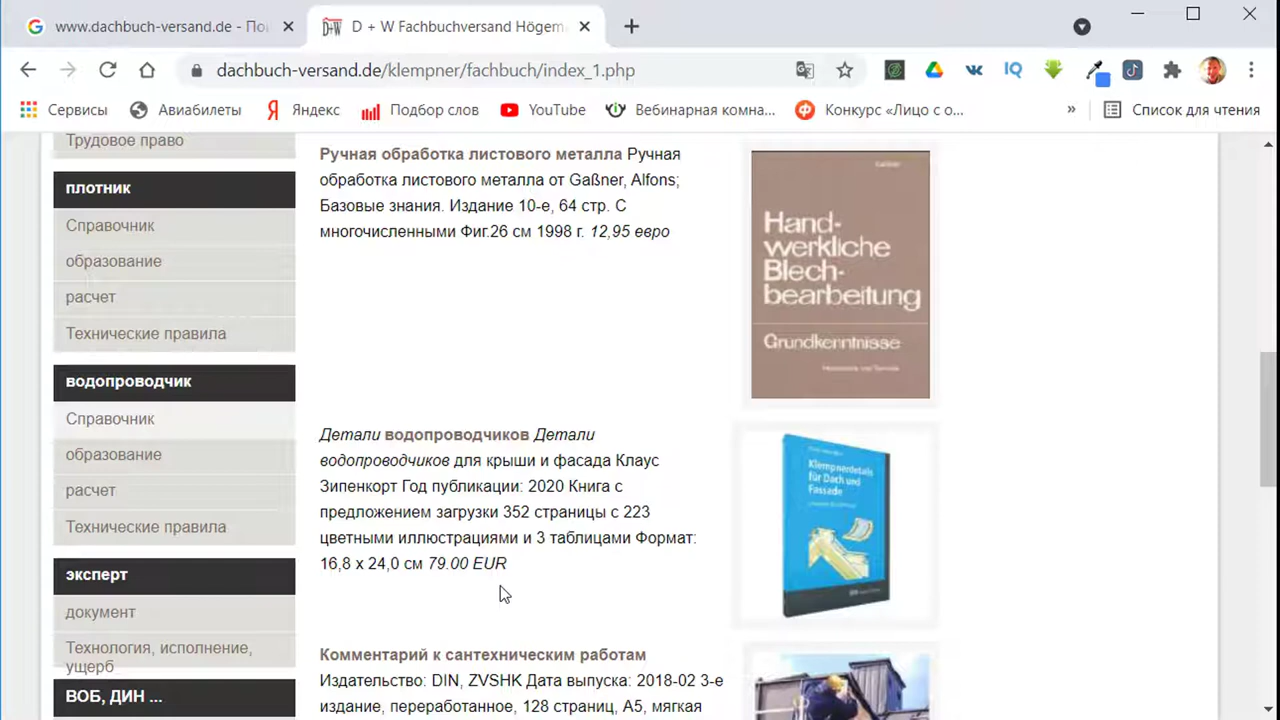 www.dachbuch-versand.de - По
D + W Fachbuchversand Högem
dachbuch-versand.de/klempner/fachbuch/index_1.php
Сервисы
Авиабилеты
Яндекс
Подбор слов
YouTube
Вебинарная комна...
Конкурс «Лицо с о...
»
Список для чтения
Трудовое право
плотник
Справочник
образование
расчет
Технические правила
водопроводчик
Справочник
образование
расчет
Технические правила
эксперт
документ
Технология, исполнение,
ущерб
ВОБ, ДИН ...
Ручная обработка листового металла Ручная
обработка листового металла от Gaßner, Alfons;
Базовые знания. Издание 10-е, 64 стр. С
многочисленными Фиг.26 см 1998 г. 12,95 евро
Gaßner
Hand-
werkliche
Blech-
bearbeitung
Grundkenntnisse
Детали водопроводчиков Детали
водопроводчиков для крыши и фасада Клаус
Зипенкорт Год публикации: 2020 Книга с
предложением загрузки 352 страницы с 223
цветными иллюстрациями и 3 таблицами Формат:
16,8 x 24,0 см 79.00 EUR
Klempnerdetails
für Dach und
Fassade
Комментарий к сантехническим работам
Издательство: DIN, ZVSHK Дата выпуска: 2018-02 3-е
издание, переработанное, 128 страниц, A5, мягкая